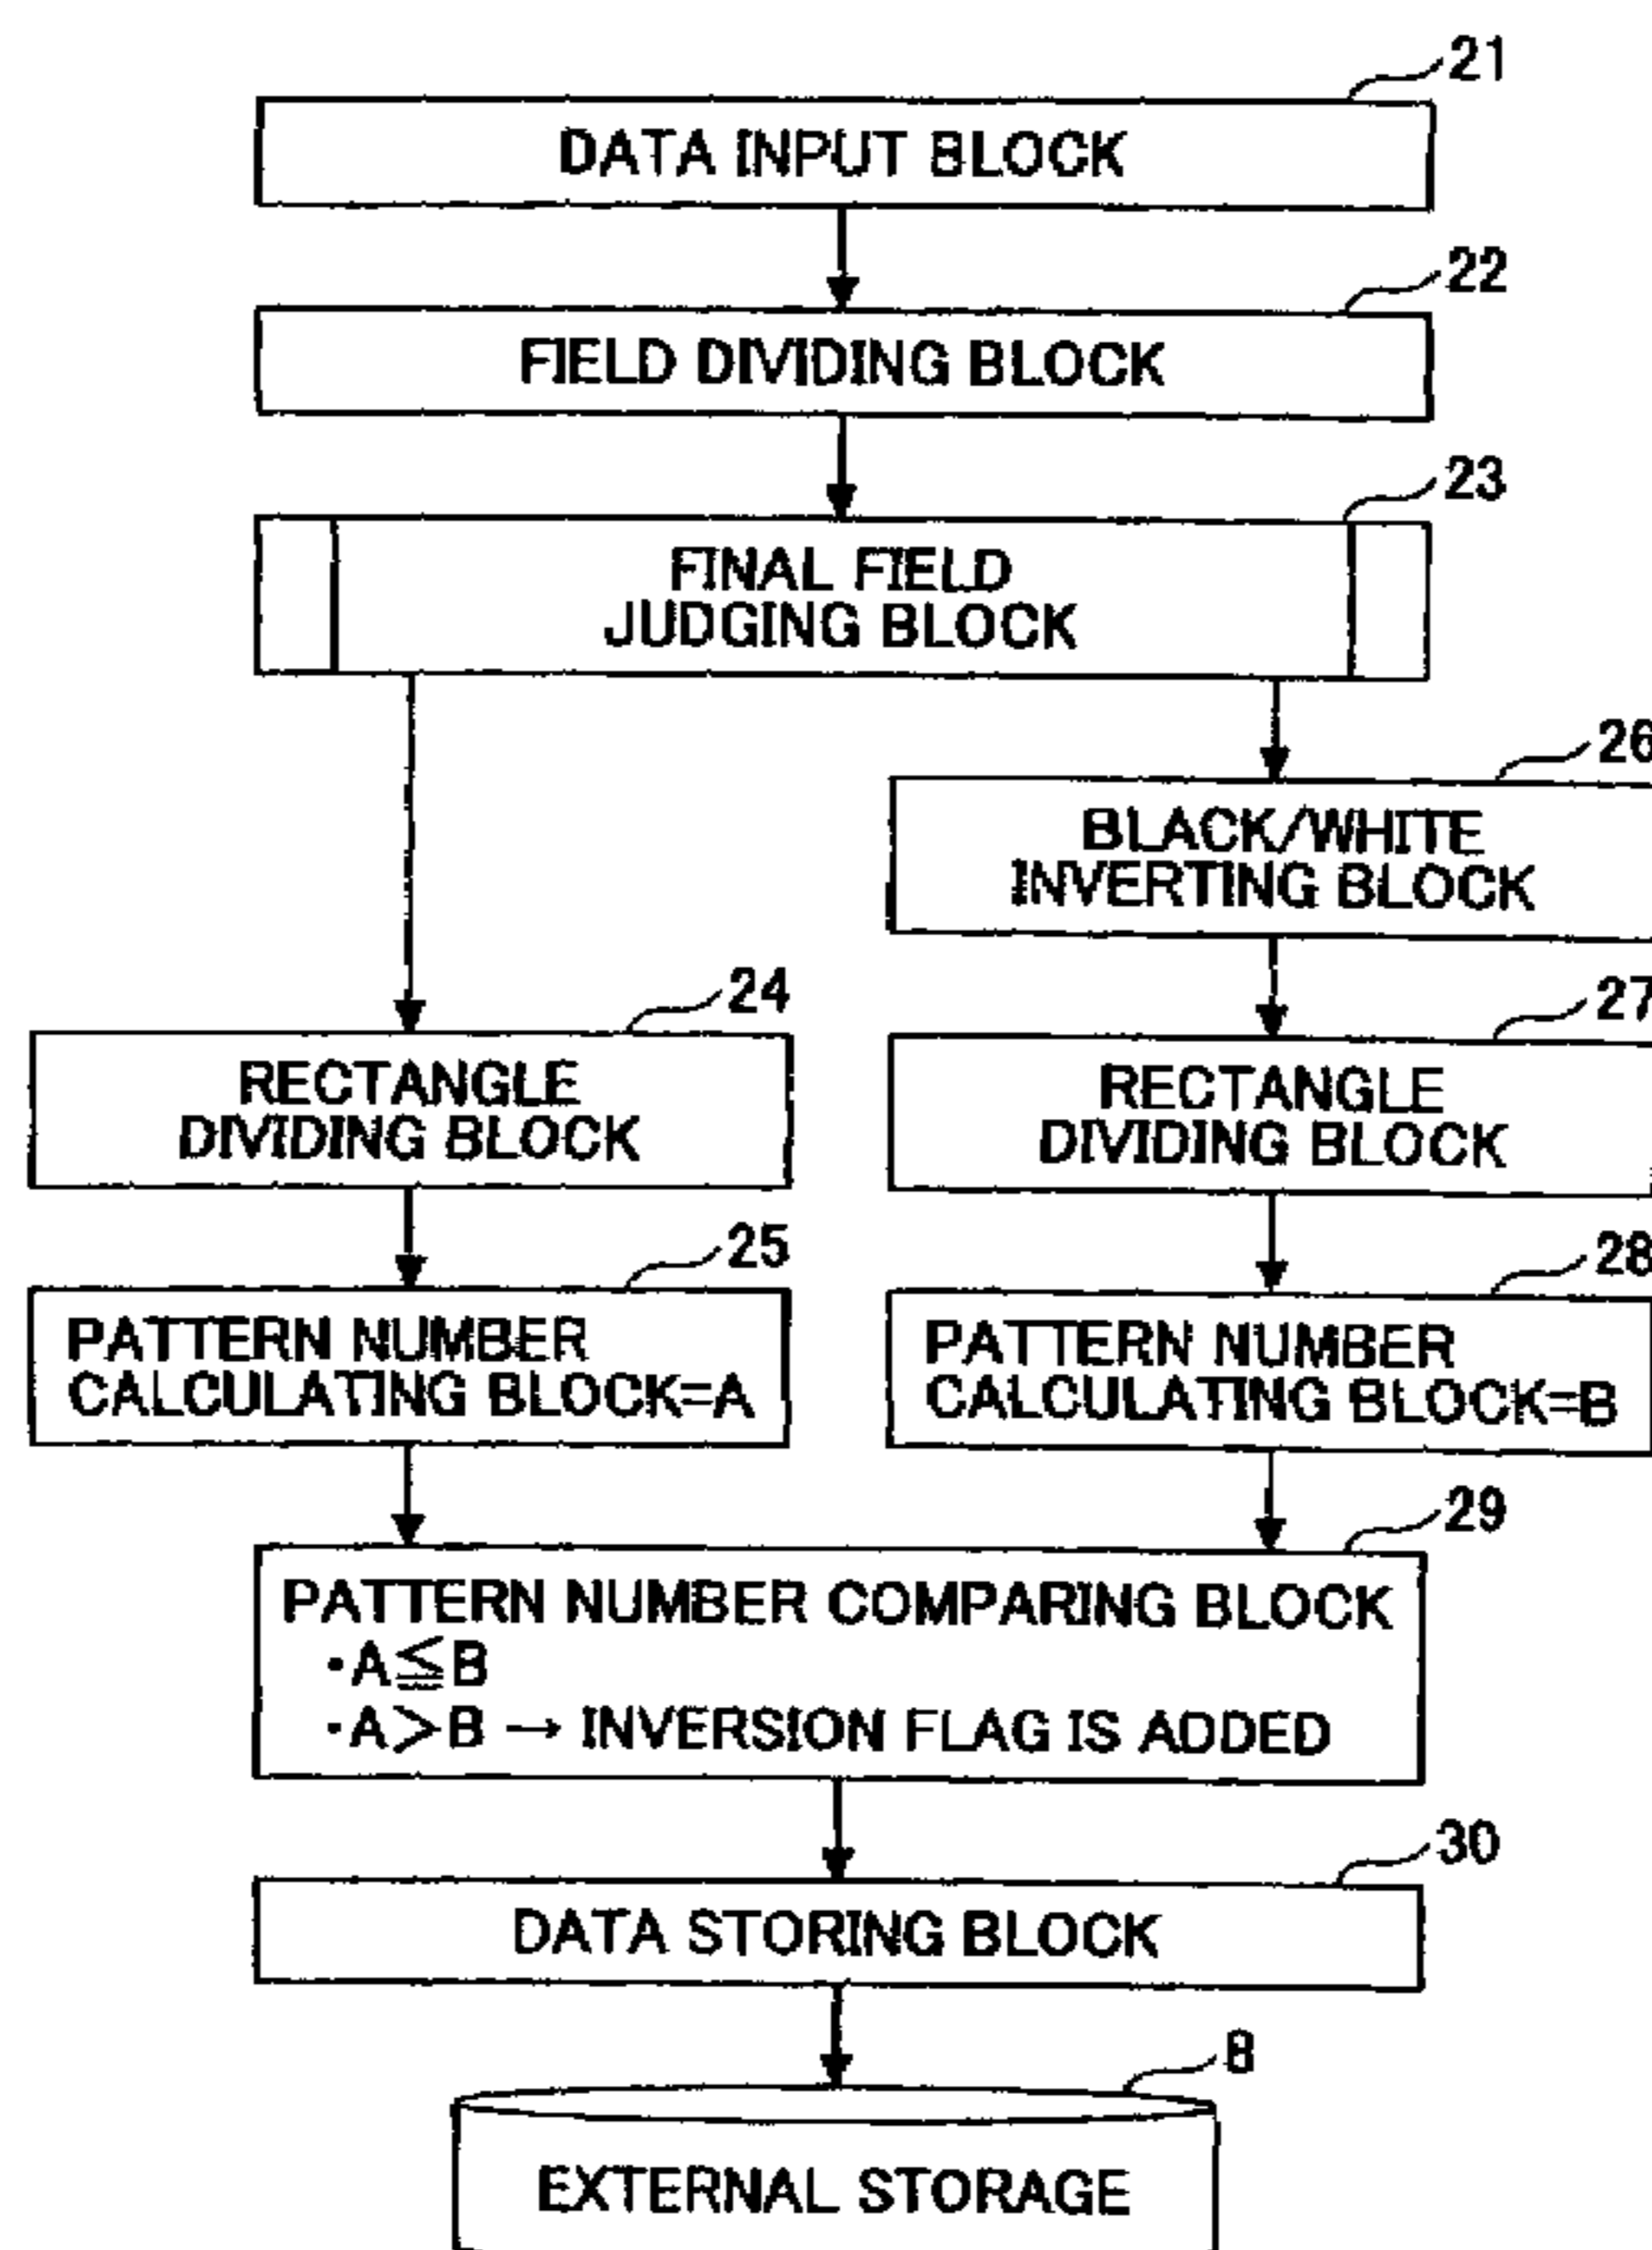 21
DATA INPUT BLOCK
22
FIELD DIVIDING BLOCK
23
FINAL FIELD
JUDGING BLOCK
26
BLACK/WHITE
INVERTING BLOCK
24
RECTANGLE
DIVIDING BLOCK
27
RECTANGLE
DIVIDING BLOCK
25
PATTERN NUMBER
CALCULATING BLOCK=A
28
PATTERN NUMBER
CALCULATING BLOCK=B
29
PATTERN NUMBER COMPARING BLOCK
・A≦B
・A>B → INVERSION FLAG IS ADDED
30
DATA STORING BLOCK
8
EXTERNAL STORAGE